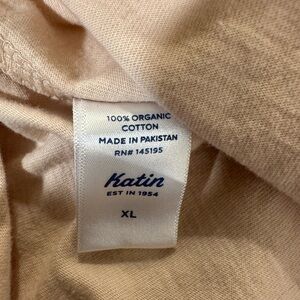 100% ORGANIC
COTTON
MADE IN PAKISTAN
RN# 145195
Katin
EST IN 1954
XL